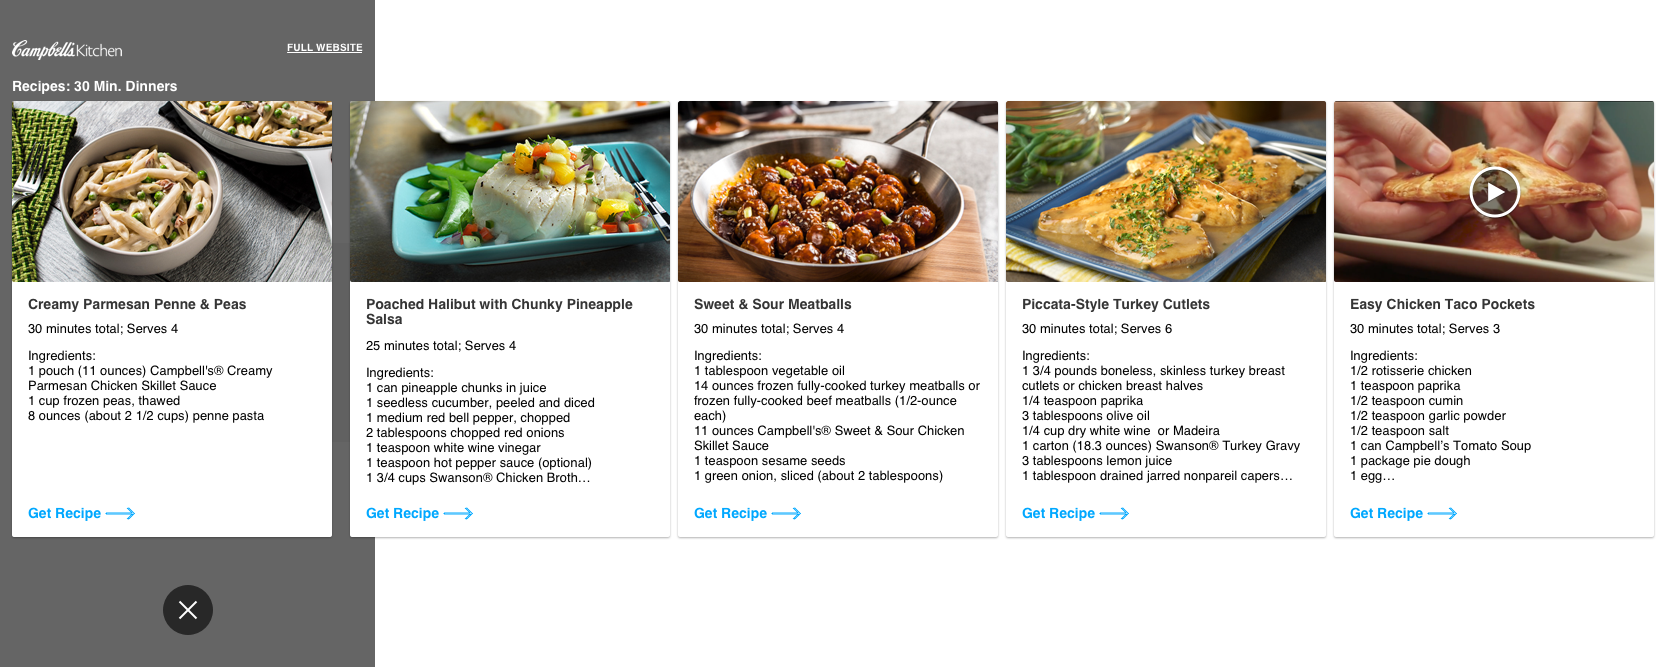 Campbell's Kitchen
FULL WEBSITE
Recipes: 30 Min. Dinners
Creamy Parmesan Penne & Peas
30 minutes total; Serves 4
Ingredients:
1 pouch (11 ounces) Campbell's® Creamy
Parmesan Chicken Skillet Sauce
1 cup frozen peas, thawed
8 ounces (about 2 1/2 cups) penne pasta
Get Recipe
Poached Halibut with Chunky Pineapple
Salsa
25 minutes total; Serves 4
Ingredients:
1 can pineapple chunks in juice
1 seedless cucumber, peeled and diced
1 medium red bell pepper, chopped
2 tablespoons chopped red onions
1 teaspoon white wine vinegar
1 teaspoon hot pepper sauce (optional)
1 3/4 cups Swanson® Chicken Broth…
Get Recipe
Sweet & Sour Meatballs
30 minutes total; Serves 4
Ingredients:
1 tablespoon vegetable oil
14 ounces frozen fully-cooked turkey meatballs or
frozen fully-cooked beef meatballs (1/2-ounce
each)
11 ounces Campbell's® Sweet & Sour Chicken
Skillet Sauce
1 teaspoon sesame seeds
1 green onion, sliced (about 2 tablespoons)
Get Recipe
Piccata-Style Turkey Cutlets
30 minutes total; Serves 6
Ingredients:
1 3/4 pounds boneless, skinless turkey breast
cutlets or chicken breast halves
1/4 teaspoon paprika
3 tablespoons olive oil
1/4 cup dry white wine or Madeira
1 carton (18.3 ounces) Swanson® Turkey Gravy
3 tablespoons lemon juice
1 tablespoon drained jarred nonpareil capers…
Get Recipe
Easy Chicken Taco Pockets
30 minutes total; Serves 3
Ingredients:
1/2 rotisserie chicken
1 teaspoon paprika
1/2 teaspoon cumin
1/2 teaspoon garlic powder
1/2 teaspoon salt
1 can Campbell's Tomato Soup
1 package pie dough
1 egg…
Get Recipe